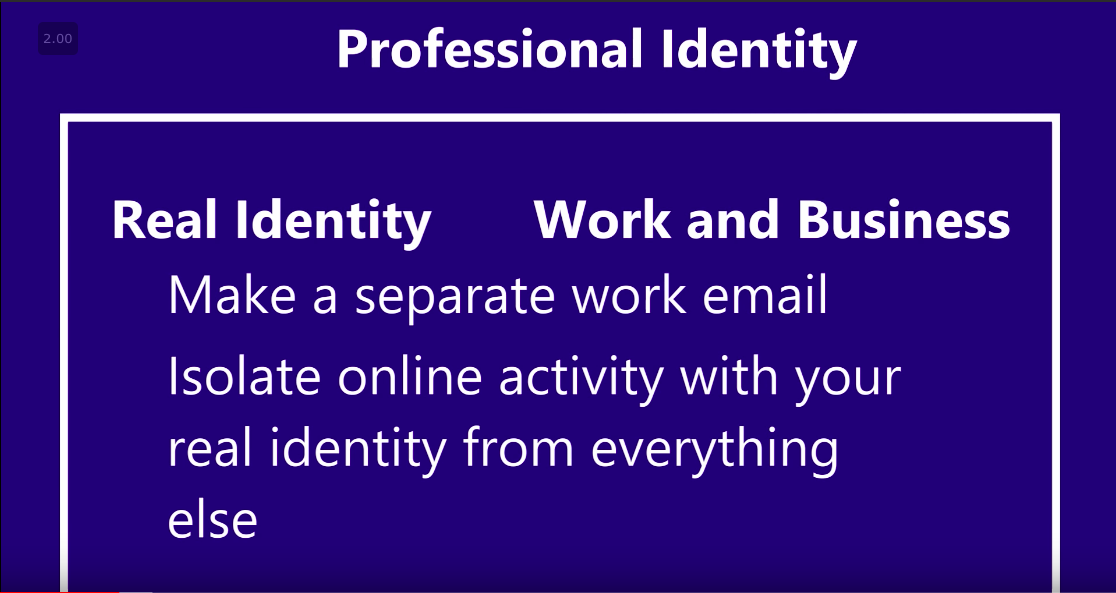 2.00
Professional Identity
Real Identity Work and Business
Make a separate work email
Isolate online activity with your
real identity from everything
else